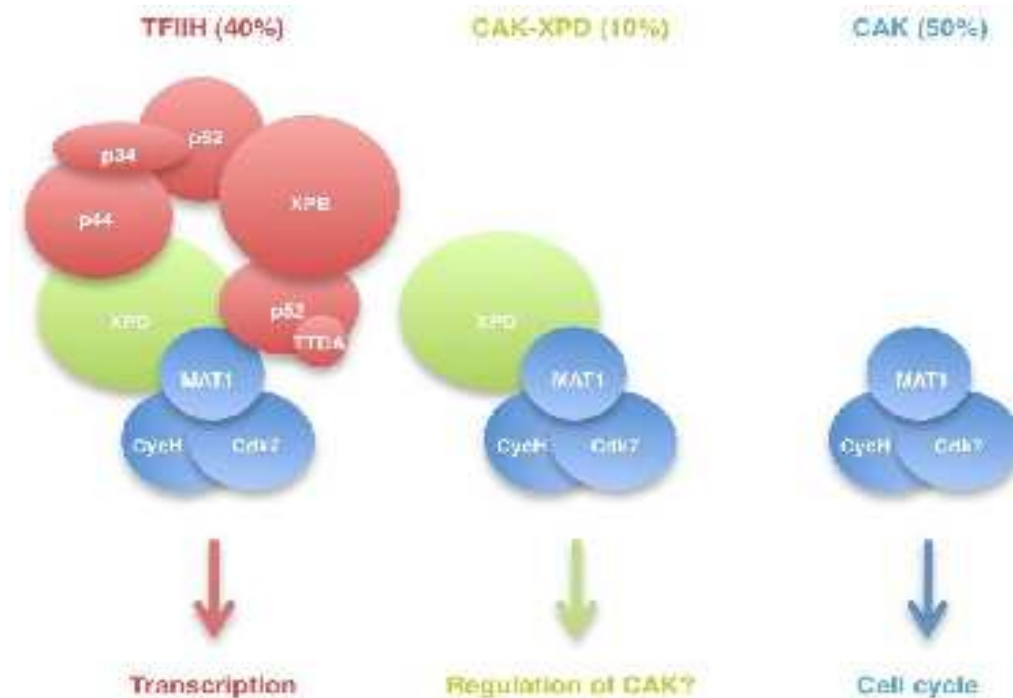 TFIIH (40%)
CAK-XPD (10%)
CAK (50%)
p62
p34
p44
XPB
XPD
p52
TTDA
MAT1
CycH
Cdk7
XPD
MAT1
CycH
Cdk7
MAT1
CycH
Cdk7
Transcription
Regulation of CAK?
Cell cycle